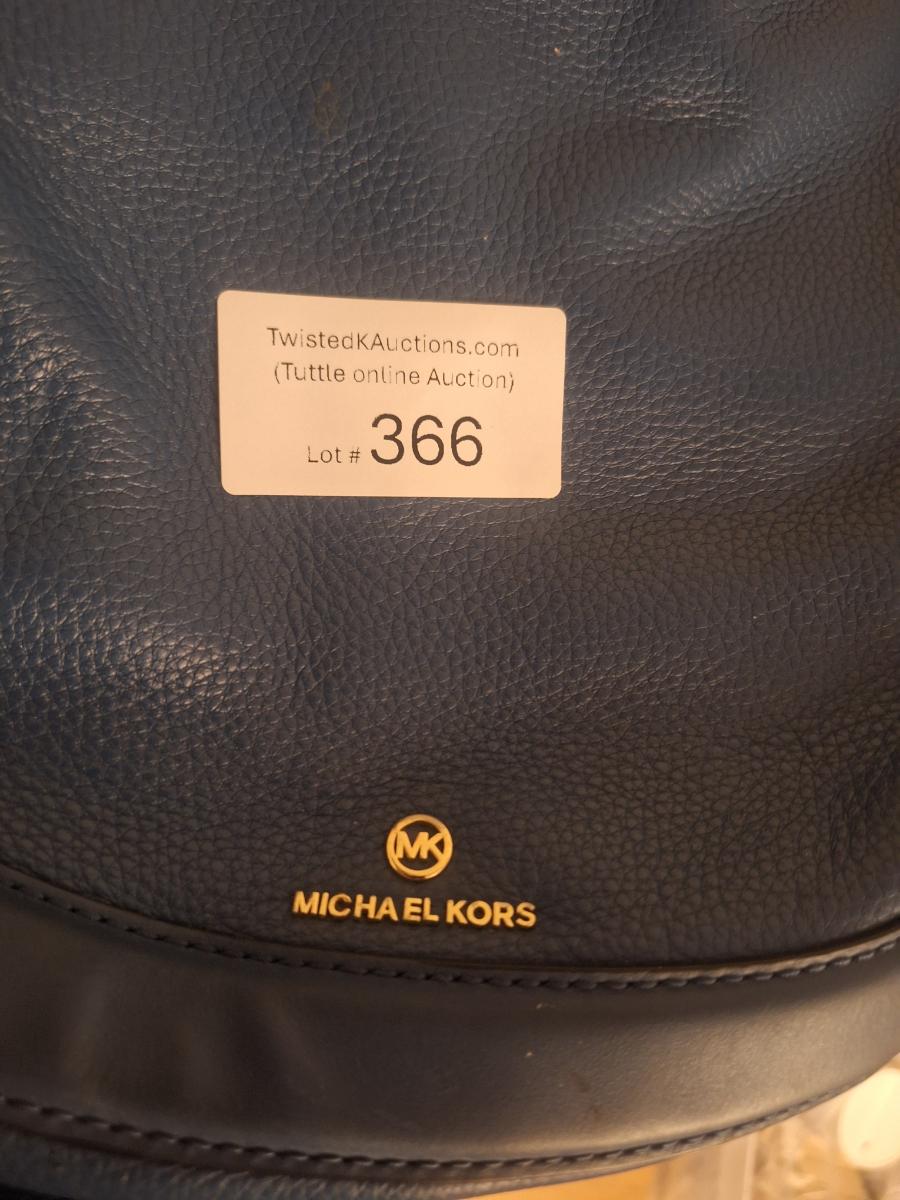 TwistedKAuctions.com
(Tuttle online Auction)
Lot # 366
MK
MICHAEL KORS